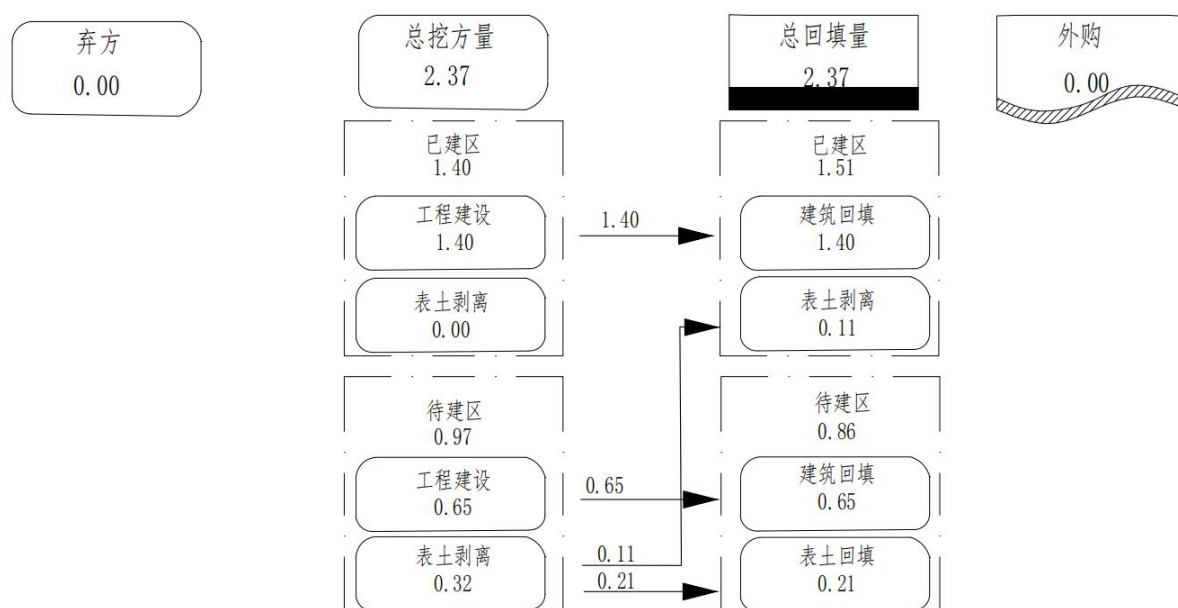 弃方
0.00
总挖方量
2.37
总回填量
2.37
外购
0.00
已建区
1.40
工程建设
1.40
表土剥离
0.00
1.40
已建区
1.51
建筑回填
1.40
表土剥离
0.11
待建区
0.97
工程建设
0.65
表土剥离
0.32
0.65
0.11
0.21
待建区
0.86
建筑回填
0.65
表土回填
0.21